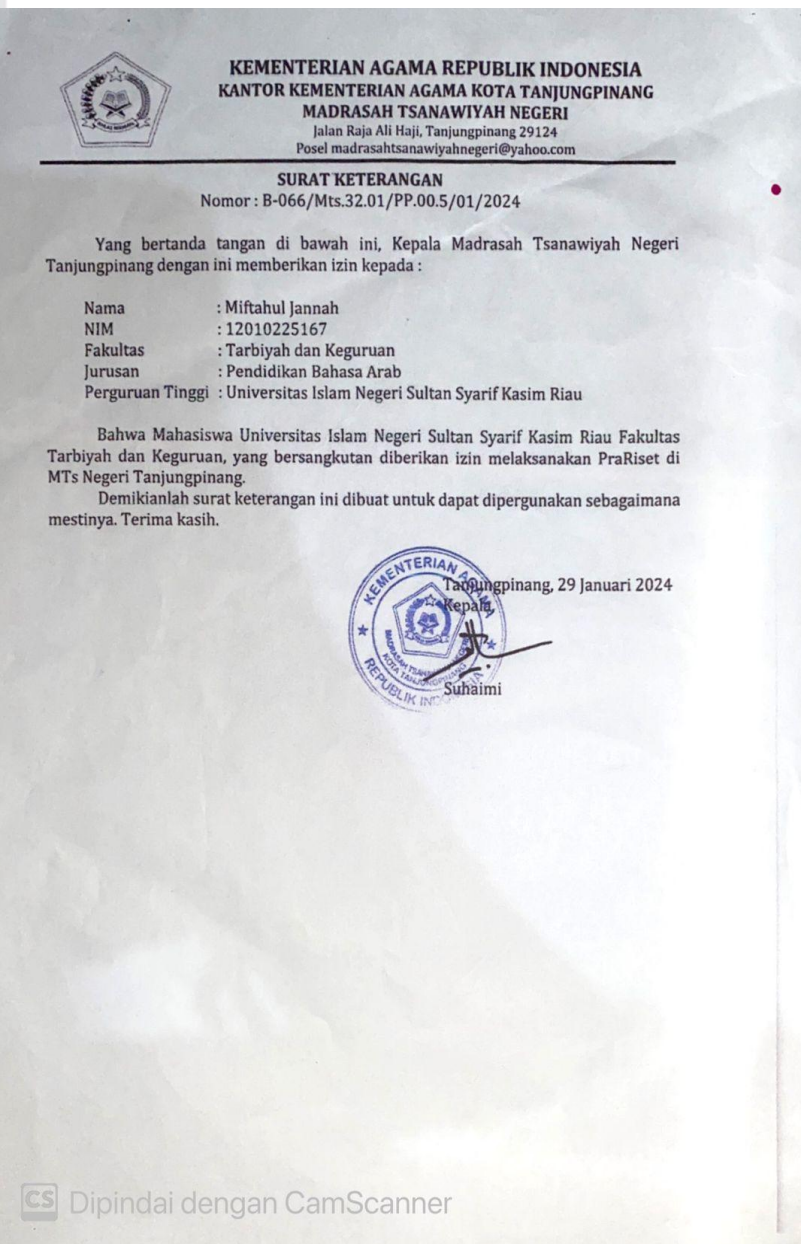 KEMENTERIAN AGAMA REPUBLIK INDONESIA
KANTOR KEMENTERIAN AGAMA KOTA TANJUNGPINANG
MADRASAH TSANAWIYAH NEGERI
Jalan Raja Ali Haji, Tanjungpinang 29124
Posel madrasahtsanawiyahnegeri@yahoo.com
SURAT KETERANGAN
Nomor : B-066/Mts.32.01/PP.00.5/01/2024
Yang bertanda tangan di bawah ini, Kepala Madrasah Tsanawiyah Negeri
Tanjungpinang dengan ini memberikan izin kepada :
Nama : Miftahul Jannah
NIM : 12010225167
Fakultas : Tarbiyah dan Keguruan
Jurusan : Pendidikan Bahasa Arab
Perguruan Tinggi : Universitas Islam Negeri Sultan Syarif Kasim Riau
Bahwa Mahasiswa Universitas Islam Negeri Sultan Syarif Kasim Riau Fakultas
Tarbiyah dan Keguruan, yang bersangkutan diberikan izin melaksanakan PraRiset di
MTs Negeri Tanjungpinang.
Demikianlah surat keterangan ini dibuat untuk dapat dipergunakan sebagaimana
mestinya. Terima kasih.
Tanjungpinang, 29 Januari 2024
Kepala,
Suhaimi
KEMENTERIAN AGAMA
MADRASAH TSANAWIYAH NEGERI
KOTA TANJUNGPINANG
REPUBLIK INDONESIA
CS Dipindai dengan CamScanner